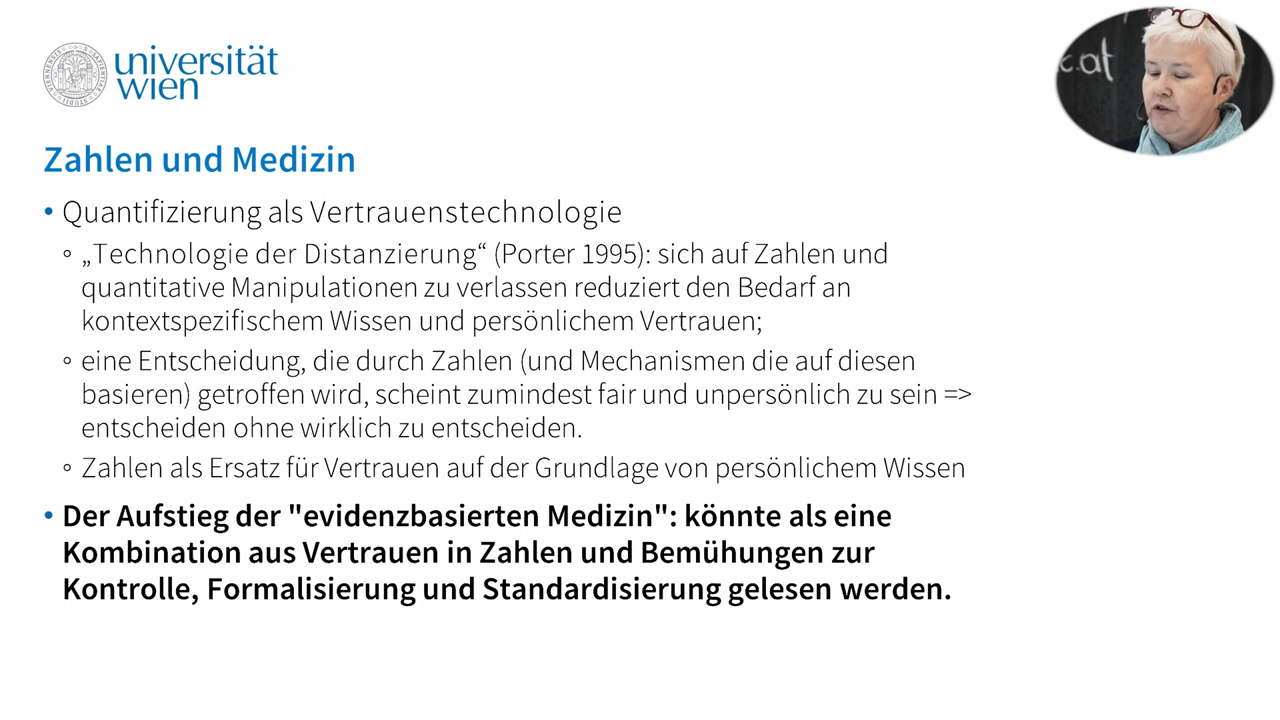 universität
wien
c.at
Zahlen und Medizin
• Quantifizierung als Vertrauenstechnologie
◦ „Technologie der Distanzierung“ (Porter 1995): sich auf Zahlen und
quantitative Manipulationen zu verlassen reduziert den Bedarf an
kontextspezifischem Wissen und persönlichem Vertrauen;
◦ eine Entscheidung, die durch Zahlen (und Mechanismen die auf diesen
basieren) getroffen wird, scheint zumindest fair und unpersönlich zu sein =>
entscheiden ohne wirklich zu entscheiden.
◦ Zahlen als Ersatz für Vertrauen auf der Grundlage von persönlichem Wissen
• Der Aufstieg der "evidenzbasierten Medizin": könnte als eine
Kombination aus Vertrauen in Zahlen und Bemühungen zur
Kontrolle, Formalisierung und Standardisierung gelesen werden.